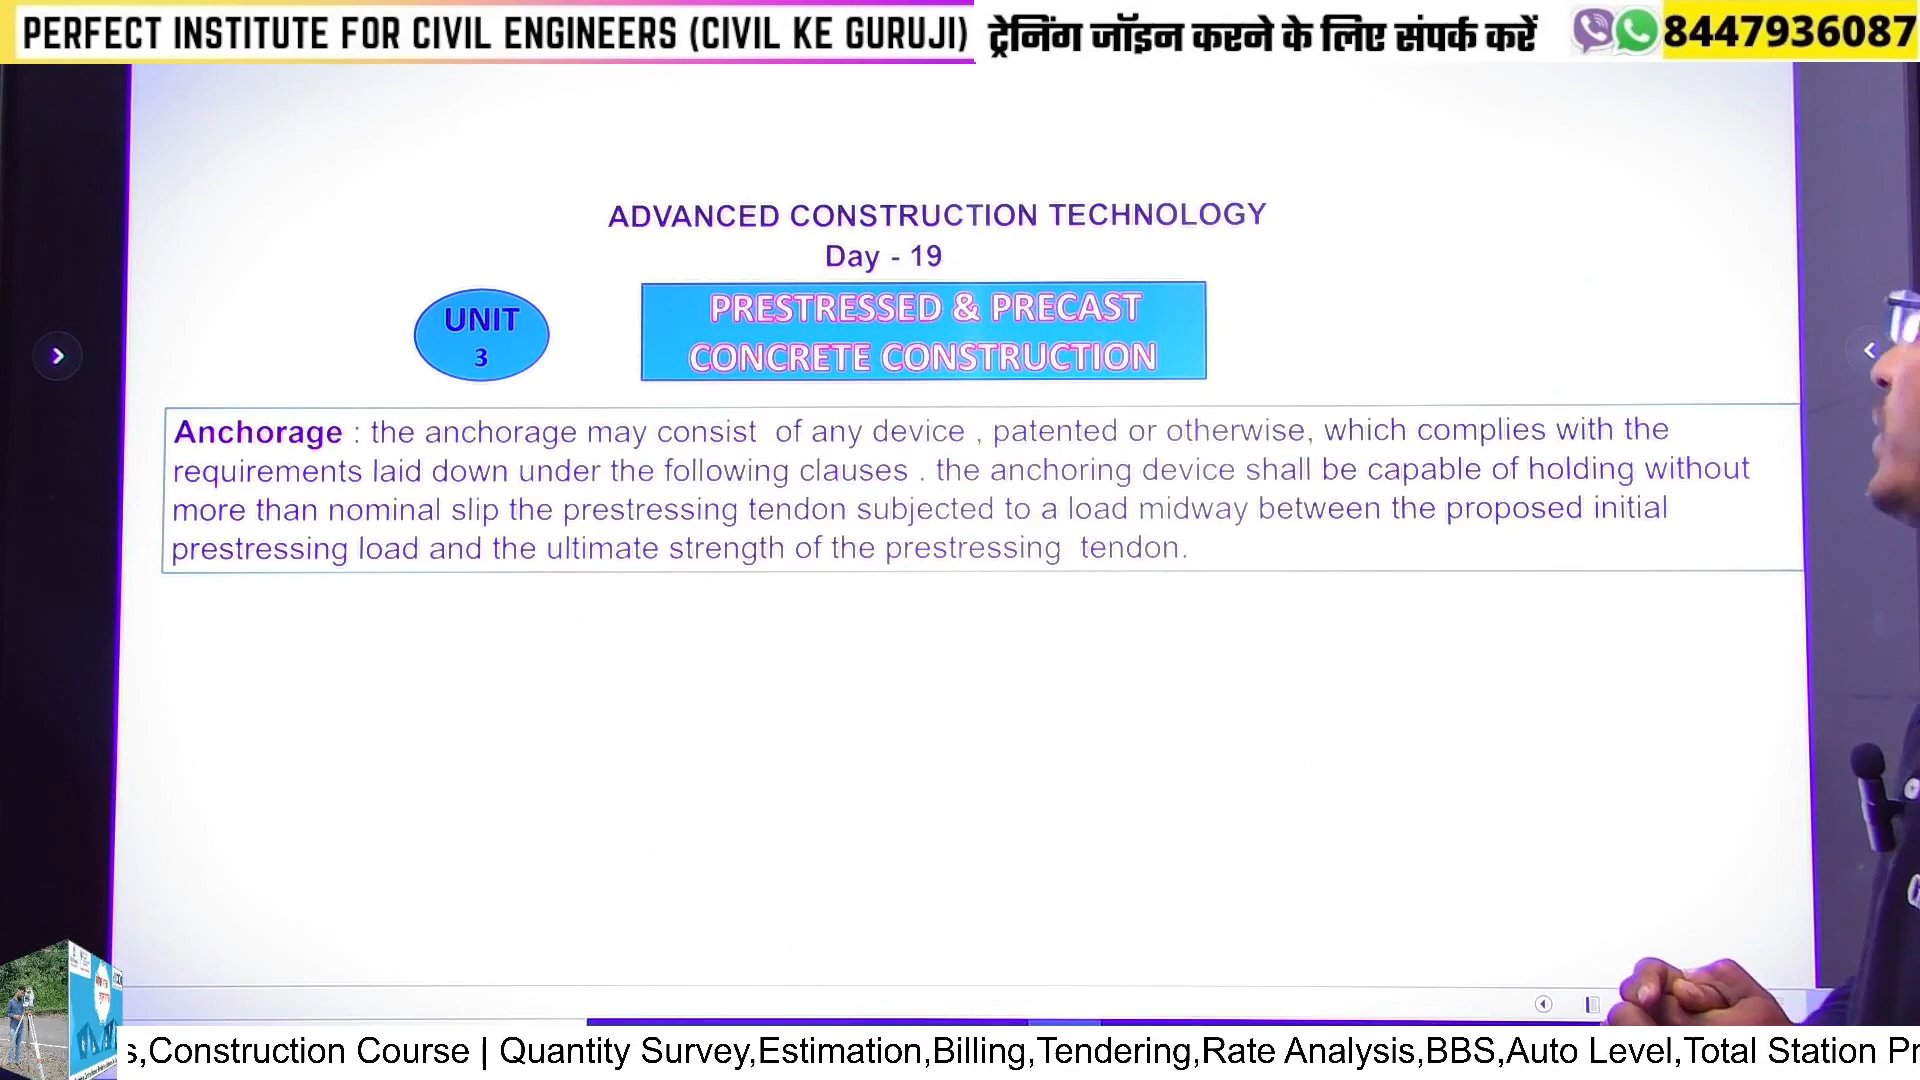 PERFECT INSTITUTE FOR CIVIL ENGINEERS (CIVIL KE GURUJI) ट्रेनिंग जॉइन करने के लिए संपर्क करें 8447936087
ADVANCED CONSTRUCTION TECHNOLOGY
Day - 19
UNIT
3
PRESTRESSED & PRECAST
CONCRETE CONSTRUCTION
Anchorage : the anchorage may consist of any device , patented or otherwise, which complies with the
requirements laid down under the following clauses . the anchoring device shall be capable of holding without
more than nominal slip the prestressing tendon subjected to a load midway between the proposed initial
prestressing load and the ultimate strength of the prestressing tendon.
s,Construction Course | Quantity Survey,Estimation,Billing,Tendering,Rate Analysis,BBS,Auto Level,Total Station Pr